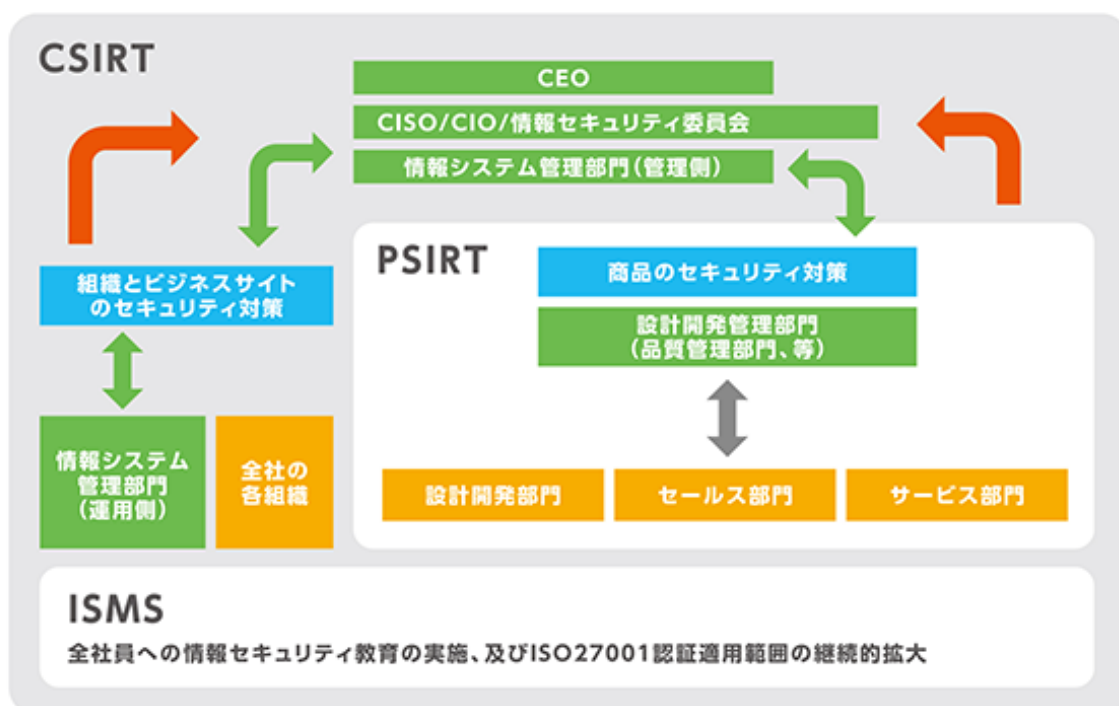 CSIRT
CEO
CISO/CIO/情報セキュリティ委員会
情報システム管理部門(管理側)
組織とビジネスサイト
のセキュリティ対策
情報システム
管理部門
(運用側)
全社の
各組織
PSIRT
商品のセキュリティ対策
設計開発管理部門
(品質管理部門、等)
設計開発部門
セールス部門
サービス部門
ISMS
全社員への情報セキュリティ教育の実施、及びISO27001認証適用範囲の継続的拡大